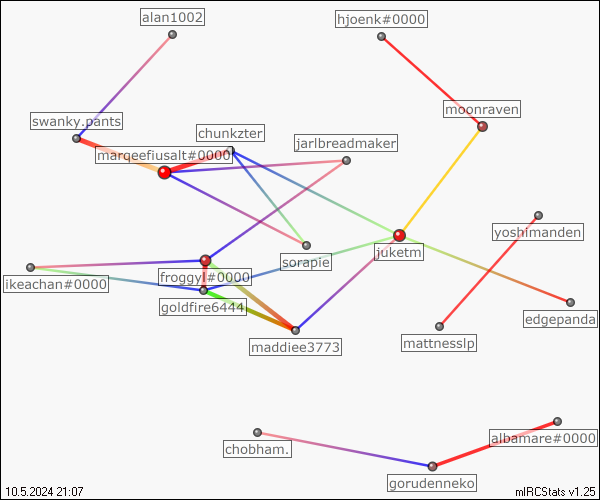 alan1002
hjoenk#0000
moonraven
swanky.pants
chunkzter
jarlbreadmaker
marqeefiusalt#0000
yoshimanden
juketm
sorapie
froggyl#0000
ikeachan#0000
goldfire6444
edgepanda
mattnesslp
maddiee3773
albamare#0000
chobham.
gorudenneko
10.5.2024 21:07
mIRCStats v1.25